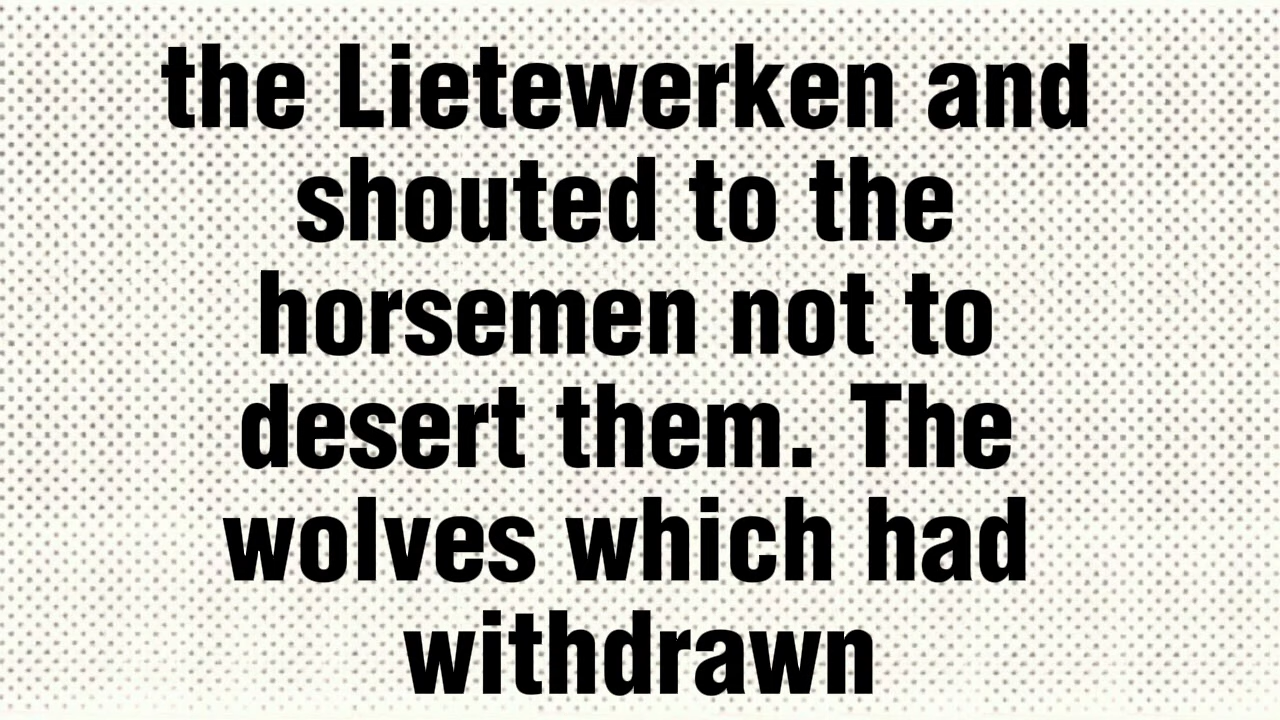 the Lietewerken and
shouted to the
horsemen not to
desert them. The
wolves which had
withdrawn